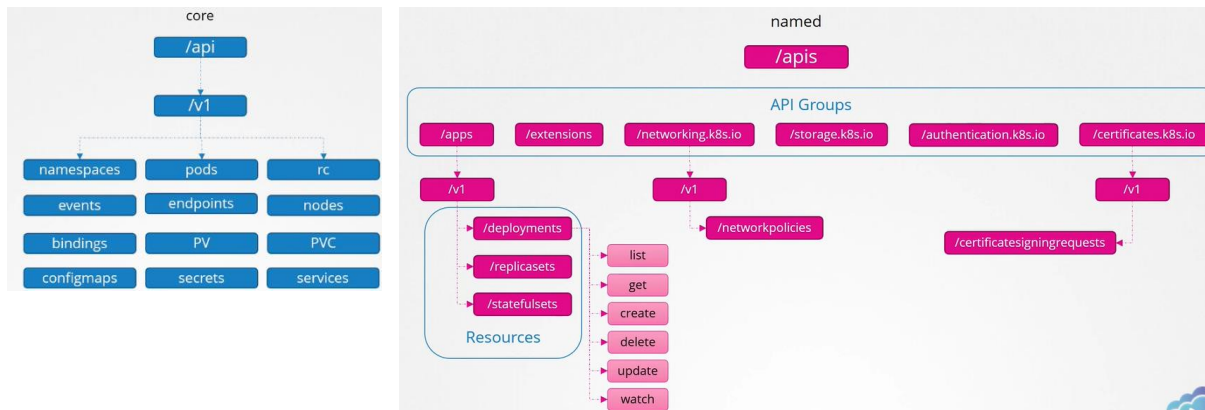 core
/api
/v1
namespaces
pods
rc
events
endpoints
nodes
bindings
PV
PVC
configmaps
secrets
services
named
/apis
API Groups
/apps
/extensions
/networking.k8s.io
/storage.k8s.io
/authentication.k8s.io
/certificates.k8s.io
/v1
/v1
/v1
/deployments
/replicasets
/statefulsets
Resources
/networkpolicies
/certificatesigningrequests
list
get
create
delete
update
watch